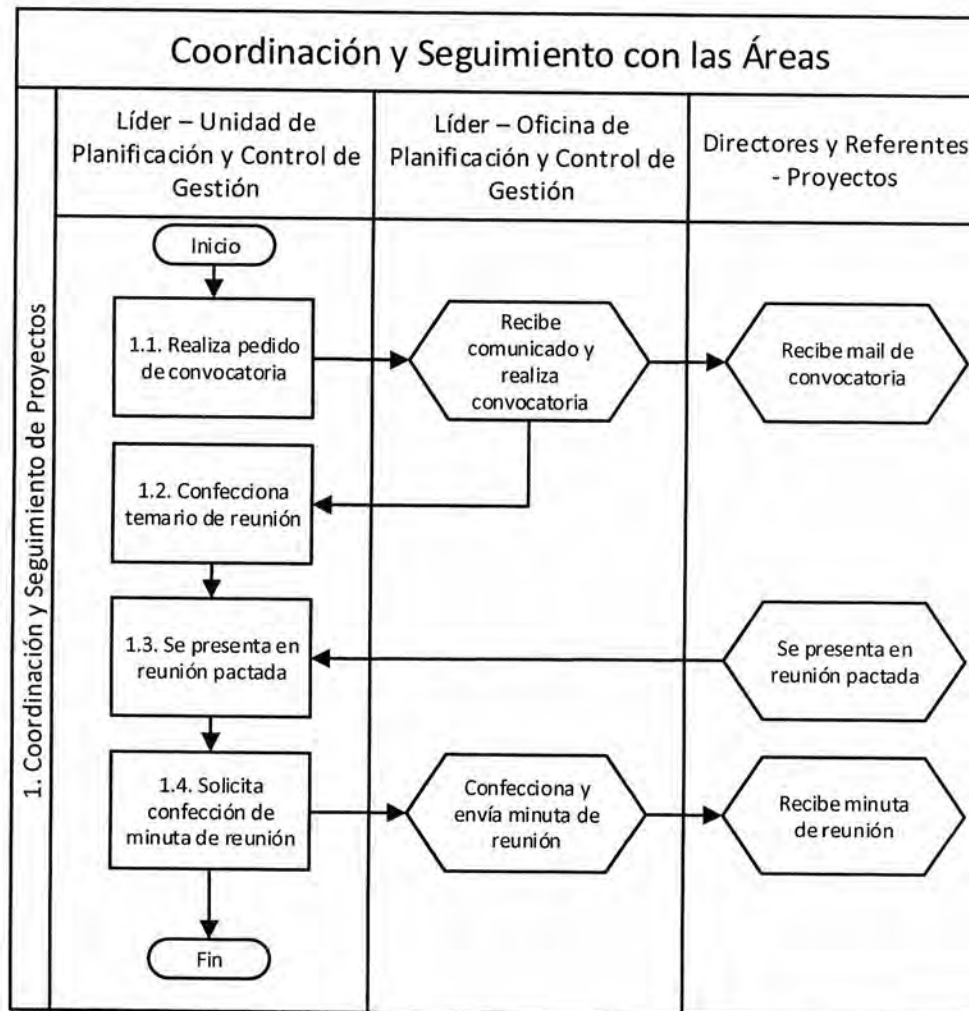 Coordinación y Seguimiento con las Áreas
1. Coordinación y Seguimiento de Proyectos
Líder – Unidad de
Planificación y Control de
Gestión
Líder – Oficina de
Planificación y Control de
Gestión
Directores y Referentes
- Proyectos
Inicio
1.1. Realiza pedido
de convocatoria
Recibe
comunicado y
realiza
convocatoria
Recibe mail de
convocatoria
1.2. Confecciona
temario de reunión
1.3. Se presenta en
reunión pactada
Se presenta en
reunión pactada
1.4. Solicita
confección de
minuta de reunión
Confecciona y
envía minuta de
reunión
Recibe minuta
de reunión
Fin